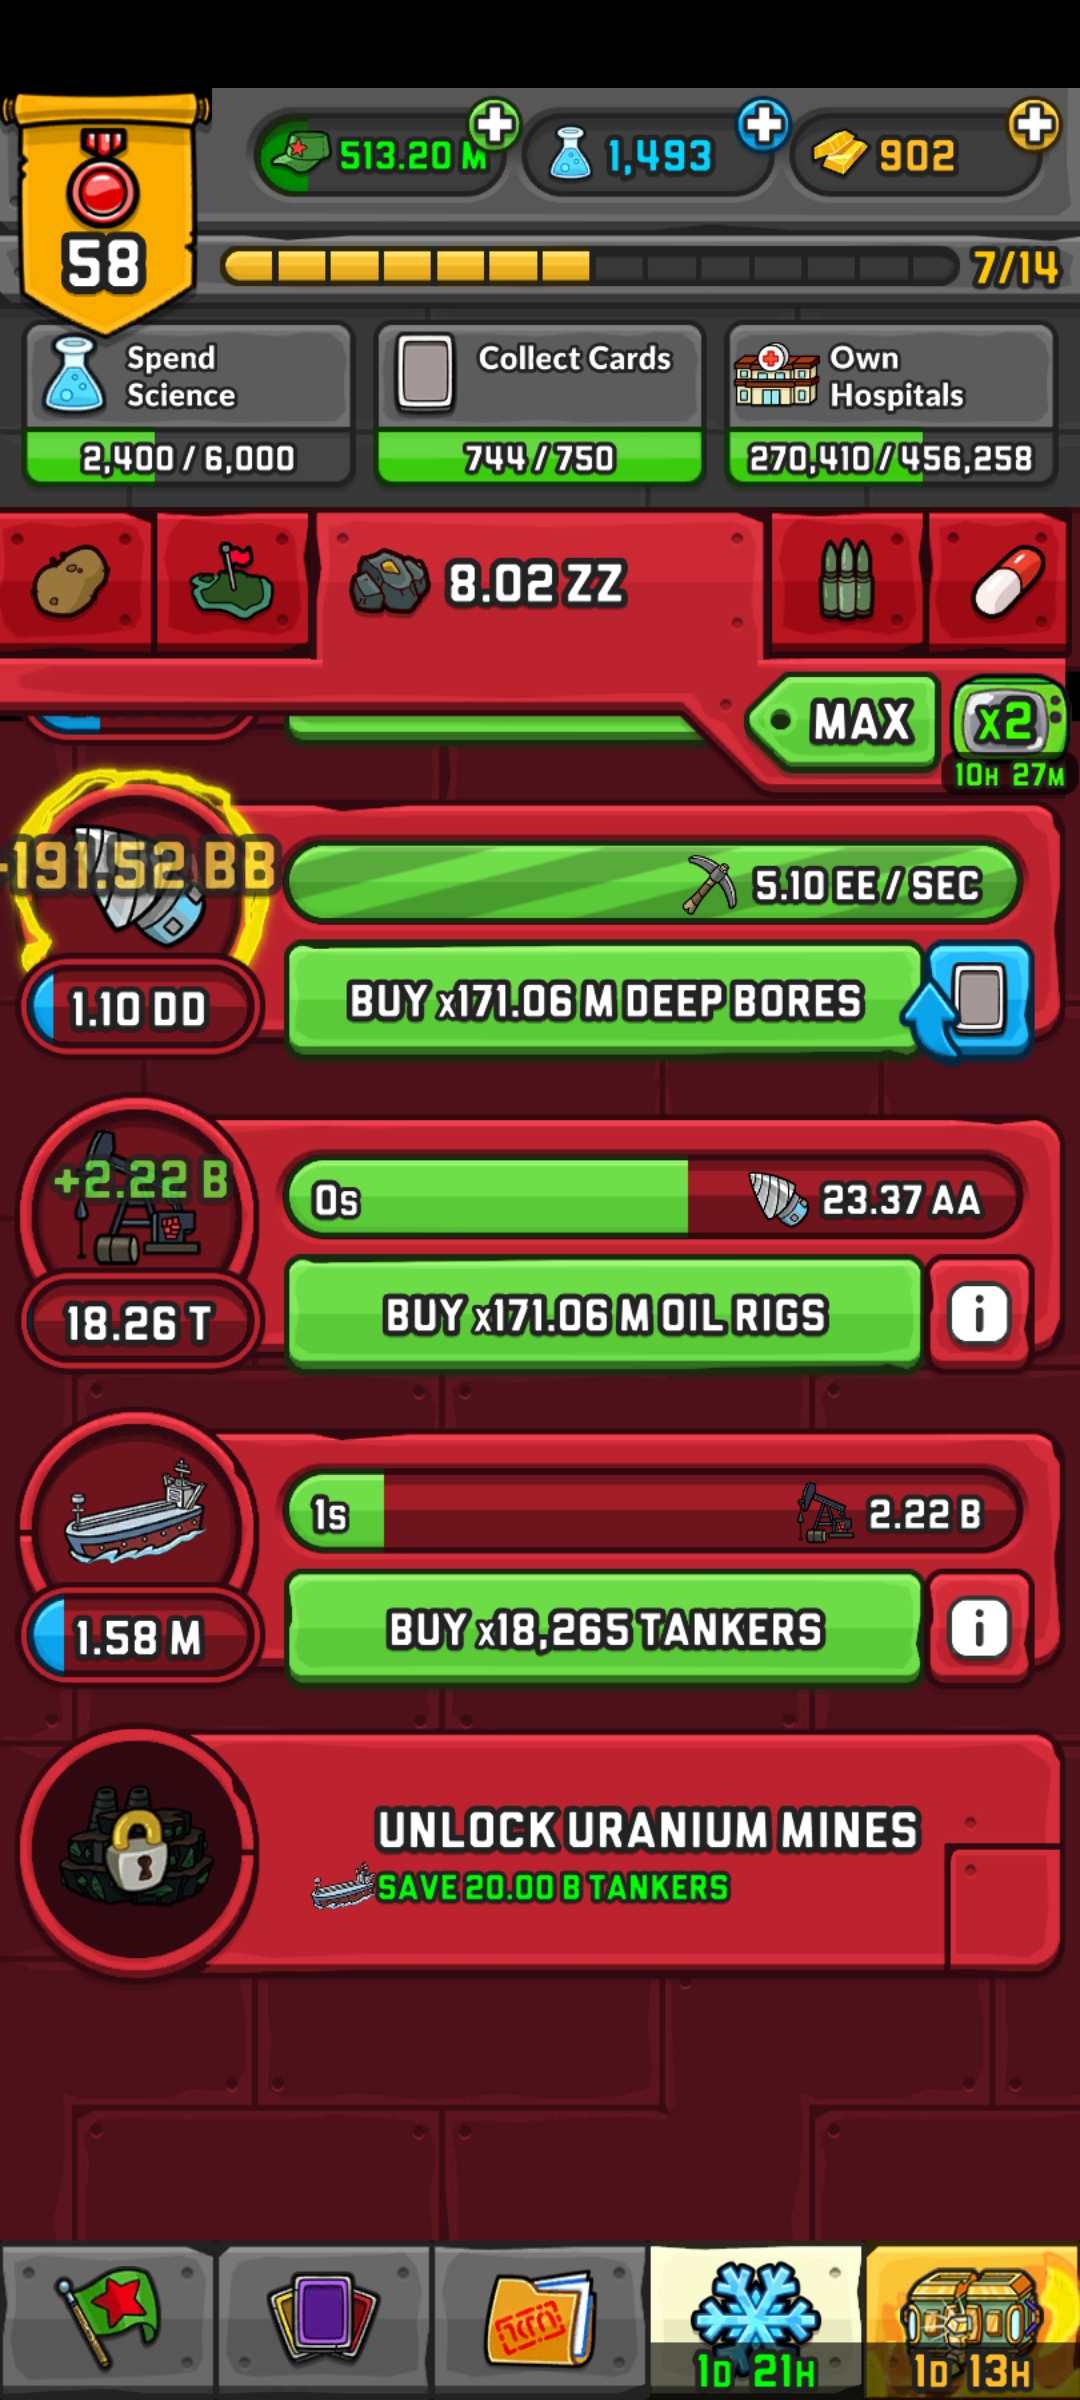 513.20 M
1,493
902
58
7/14
Spend
Science
2,400 / 6,000
Collect Cards
744 / 750
Own
Hospitals
270,410 / 456,258
8.02 ZZ
MAX
x2
10H 27M
-191.52 BB
5.10 EE / SEC
1.10 DD
BUY x171.06 M DEEP BORES
+2.22 B
0s
23.37 AA
18.26 T
BUY x171.06 M OIL RIGS
i
1s
2.22 B
1.58 M
BUY x18,265 TANKERS
i
UNLOCK URANIUM MINES
SAVE 20.00 B TANKERS
1D 21H
1D 13H